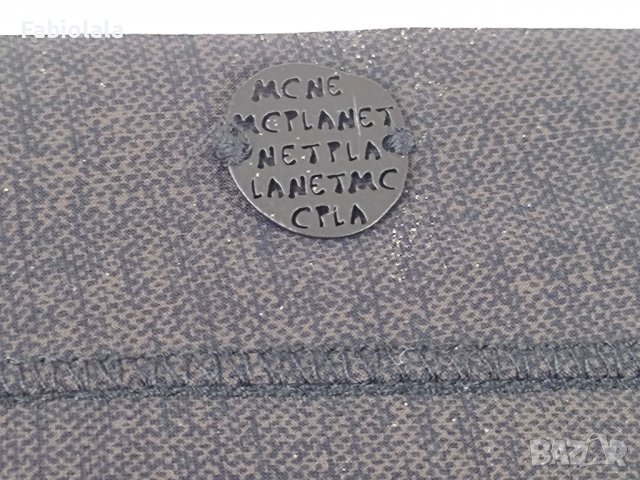 Fabiolala
MCNE
MCPLANET
NETPLA
LANETMC
CPLA
BAZAR